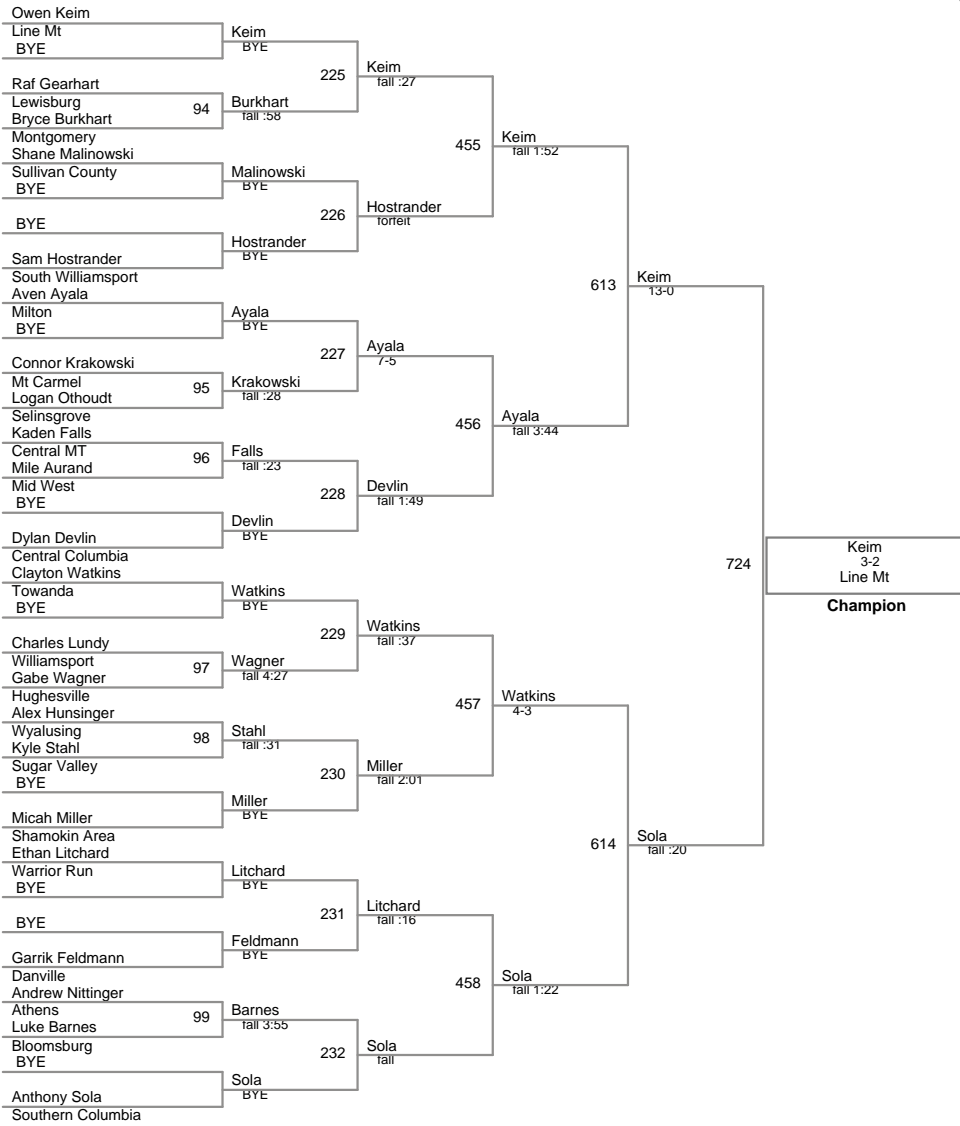 Owen Keim
Line Mt
BYE
Raf Gearhart
Lewisburg
Bryce Burkhart
Montgomery
Shane Malinowski
Sullivan County
BYE
BYE
Sam Hostrander
South Williamsport
Aven Ayala
Milton
BYE
Connor Krakowski
Mt Carmel
Logan Othoudt
Selinsgrove
Kaden Falls
Central MT
Mile Aurand
Mid West
BYE
Dylan Devlin
Central Columbia
Clayton Watkins
Towanda
BYE
Charles Lundy
Williamsport
Gabe Wagner
Hughesville
Alex Hunsinger
Wyalusing
Kyle Stahl
Sugar Valley
BYE
Micah Miller
Shamokin Area
Ethan Litchard
Warrior Run
BYE
BYE
Garrik Feldmann
Danville
Andrew Nittinger
Athens
Luke Barnes
Bloomsburg
BYE
Anthony Sola
Southern Columbia
94
95
96
97
98
99
Keim
BYE
Burkhart
fall :58
Malinowski
BYE
Hostrander
BYE
Ayala
BYE
Krakowski
fall :28
Falls
fall :23
Devlin
BYE
Watkins
BYE
Wagner
fall 4:27
Stahl
fall :31
Miller
BYE
Litchard
BYE
Feldmann
BYE
Barnes
fall 3:55
Sola
BYE
225
226
227
228
229
230
231
232
Keim
fall :27
Hostrander
forfeit
Ayala
7-5
Devlin
fall 1:49
Watkins
fall :37
Miller
fall 2:01
Litchard
fall :16
Sola
fall
455
456
457
458
Keim
fall 1:52
Ayala
fall 3:44
Watkins
4-3
Sola
fall 1:22
613
614
Keim
13-0
Sola
fall :20
724
Keim
3-2
Line Mt
Champion